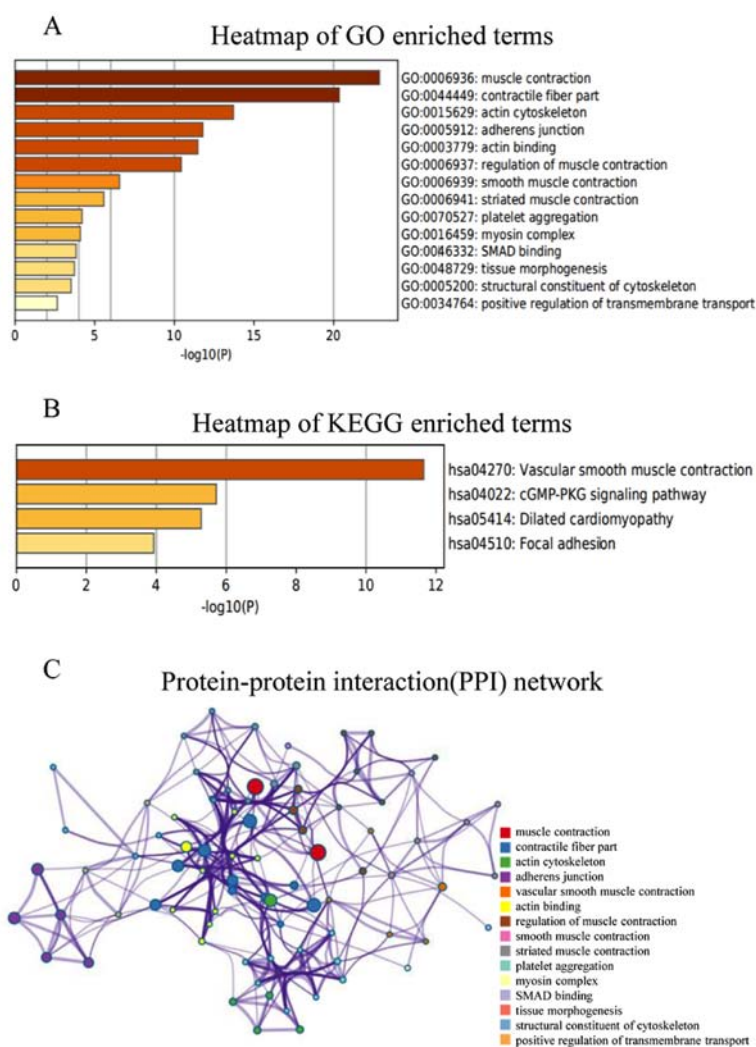 A
Heatmap of GO enriched terms
GO:0006936: muscle contraction
GO:0044449: contractile fiber part
GO:0015629: actin cytoskeleton
GO:0005912: adherens junction
GO:0003779: actin binding
GO:0006937: regulation of muscle contraction
GO:0006939: smooth muscle contraction
GO:0006941: striated muscle contraction
GO:0070527: platelet aggregation
GO:0016459: myosin complex
GO:0046332: SMAD binding
GO:0048729: tissue morphogenesis
GO:0005200: structural constituent of cytoskeleton
GO:0034764: positive regulation of transmembrane transport
0 5 10 15 20
-log10(P)
B
Heatmap of KEGG enriched terms
hsa04270: Vascular smooth muscle contraction
hsa04022: cGMP-PKG signaling pathway
hsa05414: Dilated cardiomyopathy
hsa04510: Focal adhesion
0 2 4 6 8 10 12
-log10(P)
C
Protein-protein interaction(PPI) network
muscle contraction
contractile fiber part
actin cytoskeleton
adherens junction
vascular smooth muscle contraction
actin binding
regulation of muscle contraction
smooth muscle contraction
striated muscle contraction
platelet aggregation
myosin complex
SMAD binding
tissue morphogenesis
structural constituent of cytoskeleton
positive regulation of transmembrane transport